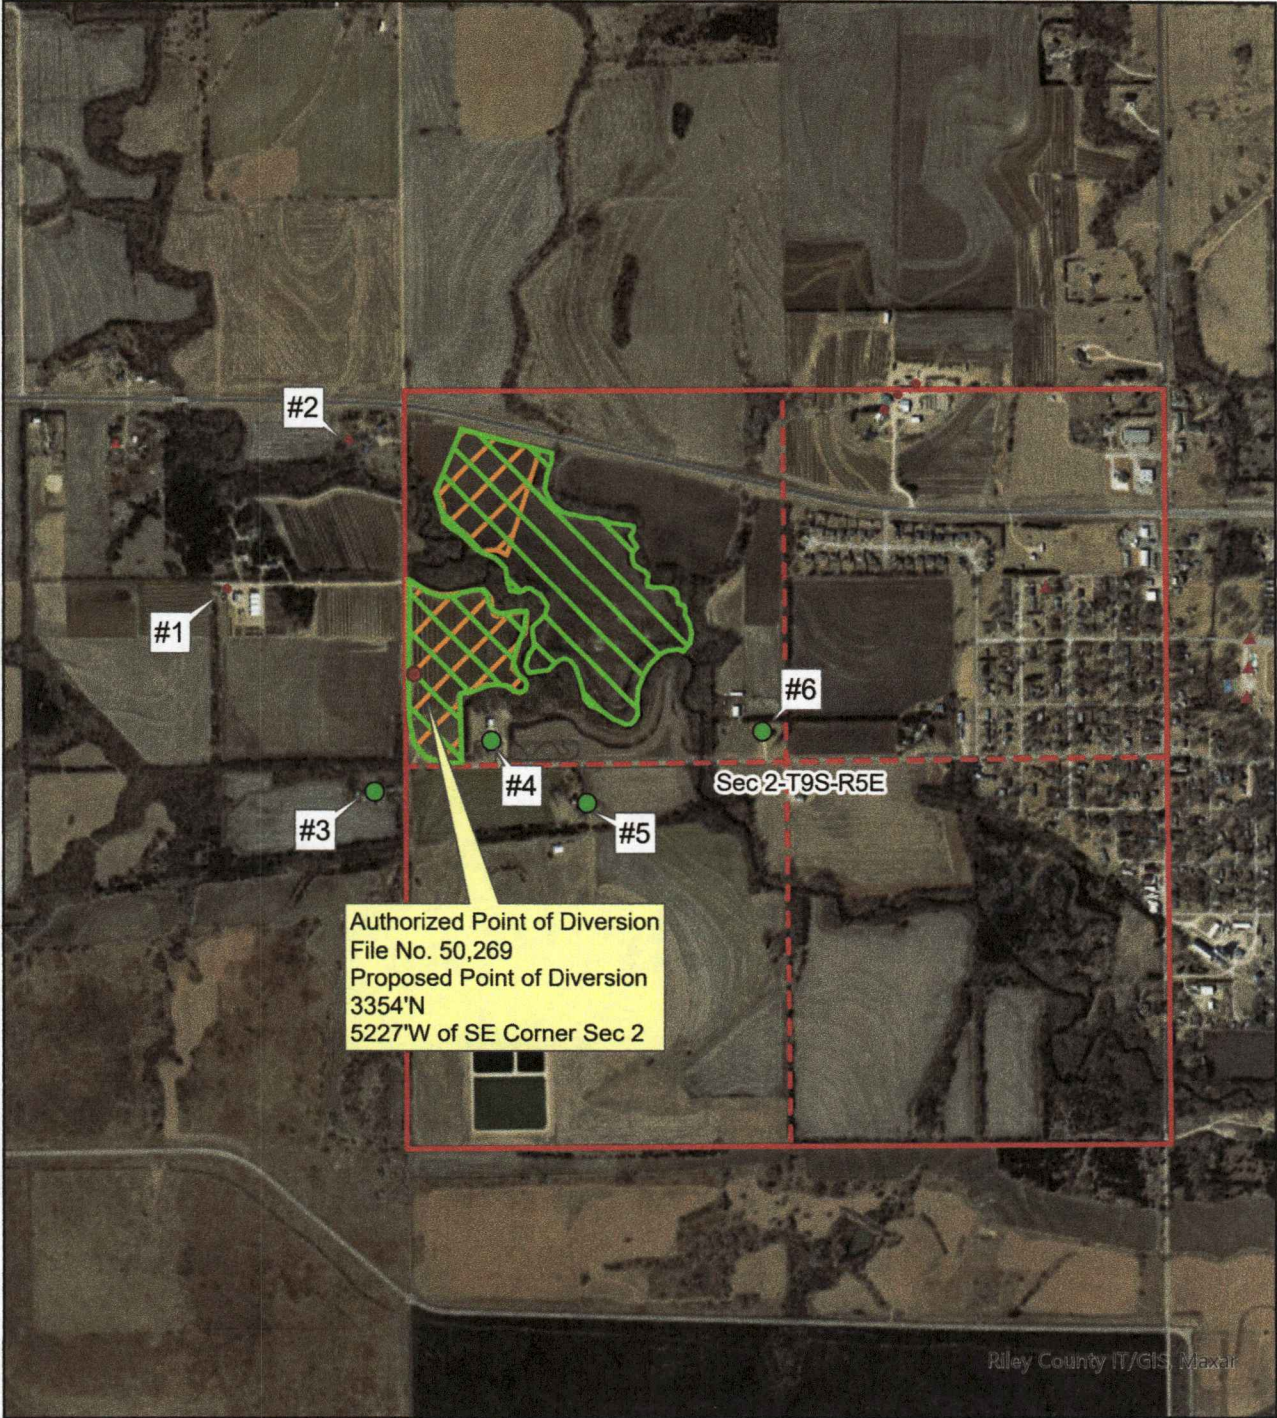 #2
#1
#6
Sec 2-T9S-R5E
#4
#3
#5
Authorized Point of Diversion
File No. 50,269
Proposed Point of Diversion
3354'N
5227'W of SE Corner Sec 2
Riley County IT/GIS, Maxar